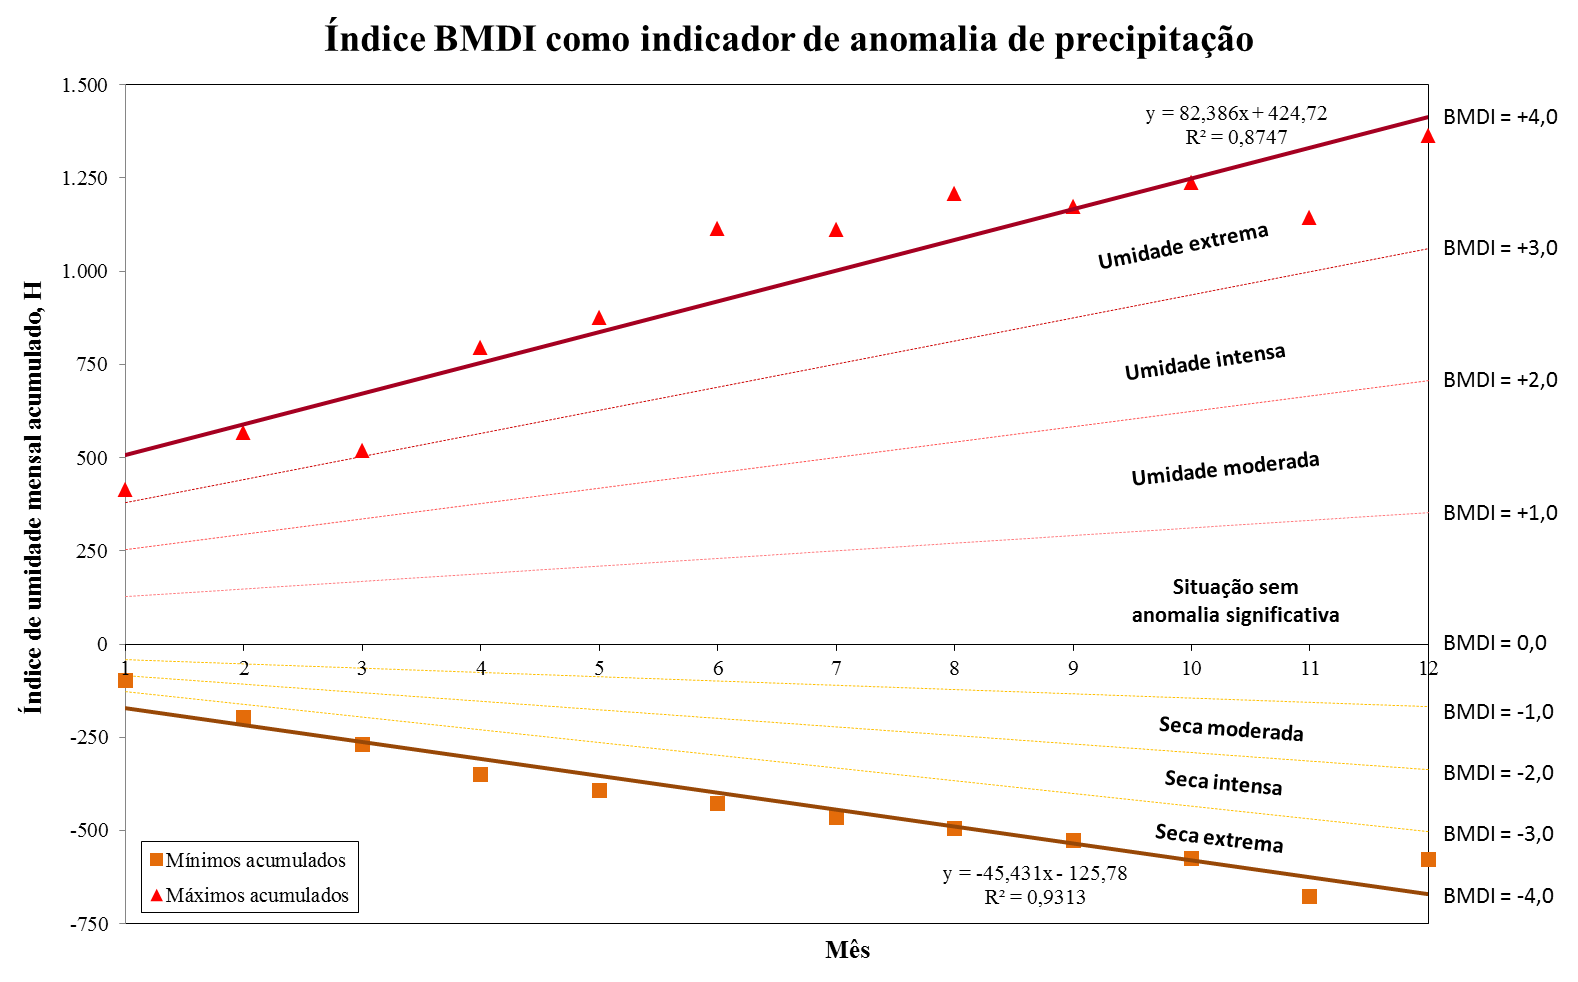 Índice BMDI como indicador de anomalia de precipitação
Índice de umidade mensal acumulado, H
1.500
1.250
1.000
750
500
250
0
-250
-500
-750
y = 82,386x + 424,72
R² = 0,8747
BMDI = +4,0
Umidade extrema
BMDI = +3,0
Umidade intensa
BMDI = +2,0
Umidade moderada
BMDI = +1,0
Situação sem
anomalia significativa
BMDI = 0,0
1 2 3 4 5 6 7 8 9 10 11 12
BMDI = -1,0
Seca moderada
BMDI = -2,0
Seca intensa
BMDI = -3,0
Seca extrema
y = -45,431x - 125,78
R² = 0,9313
BMDI = -4,0
Mínimos acumulados
Máximos acumulados
Mês